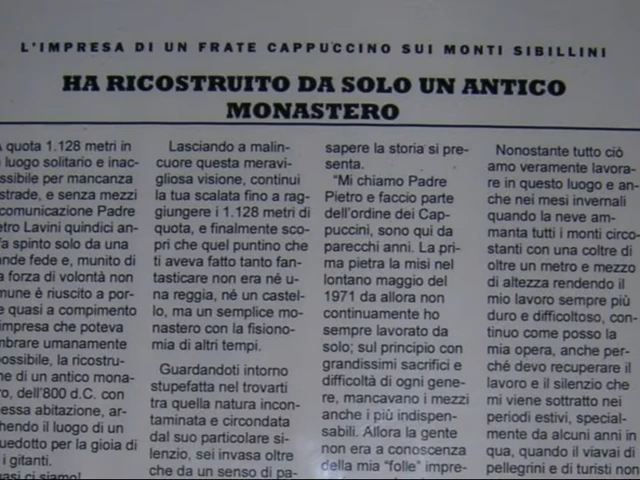 L'IMPRESA DI UN FRATE CAPPUCCINO SUI MONTI SIBILLINI
HA RICOSTRUITO DA SOLO UN ANTICO
MONASTERO
A quota 1.128 metri in
luogo solitario e inac-
ssibile per mancanza
strade, e senza mezzi
comunicazione Padre
etro Lavini quindici an-
fa spinto solo da una
ande fede e, munito di
a forza di volontà non
mune è riuscito a por-
e quasi a compimento
impresa che poteva
mbrare umanamente
possibile, la ricostru-
ne di un antico mona-
ro, dell'800 d.C. con
essa abitazione, ar-
chendo il luogo di un
uedotto per la gioia di
i gitanti.
uasi ci siamo!
Lasciando a malin-
cuore questa meravi-
gliosa visione, continui
la tua scalata fino a rag-
giungere i 1.128 metri di
quota, e finalmente sco-
pri che quel puntino che
ti aveva fatto tanto fan-
tasticare non era né u-
na reggia, né un castel-
lo, ma un semplice mo-
nastero con la fisiono-
mia di altri tempi.
Guardandoti intorno
stupefatta nel trovarti
tra quella natura incon-
taminata e circondata
dal suo particolare si-
lenzio, sei invasa oltre
che da un senso di pa-
sapere la storia si pre-
senta.
"Mi chiamo Padre
Pietro e faccio parte
dell'ordine dei Cap-
puccini, sono qui da
parecchi anni. La pri-
ma pietra la misi nel
lontano maggio del
1971 da allora non
continuamente ho
sempre lavorato da
solo; sul principio con
grandissimi sacrifici e
difficoltà di ogni gene-
re, mancavano i mezzi
anche i più indispen-
sabili. Allora la gente
non era a conoscenza
della mia "folle" impre-
Nonostante tutto ciò
amo veramente lavora-
re in questo luogo e an-
che nei mesi invernali
quando la neve am-
manta tutti i monti circo-
stanti con una coltre di
oltre un metro e mezzo
di altezza rendendo il
mio lavoro sempre più
duro e difficoltoso, con-
tinuo come posso la
mia opera, anche per-
ché devo recuperare il
lavoro e il silenzio che
mi viene sottratto nei
periodi estivi, special-
mente da alcuni anni in
qua, quando il viavai di
pellegrini e di turisti non